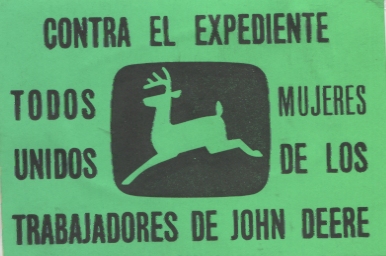 CONTRA EL EXPEDIENTE
TODOS
UNIDOS
MUJERES
DE LOS
TRABAJADORES DE JOHN DEERE